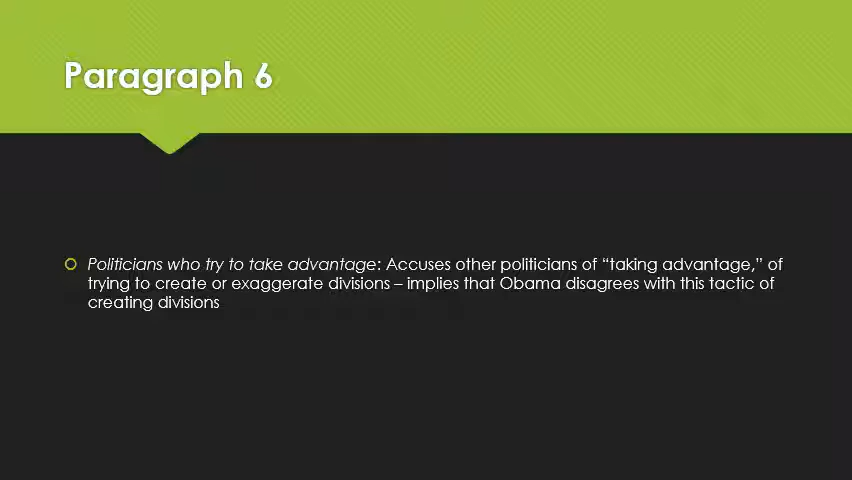 Paragraph 6
Politicians who try to take advantage: Accuses other politicians of “taking advantage,” of
trying to create or exaggerate divisions – implies that Obama disagrees with this tactic of
creating divisions